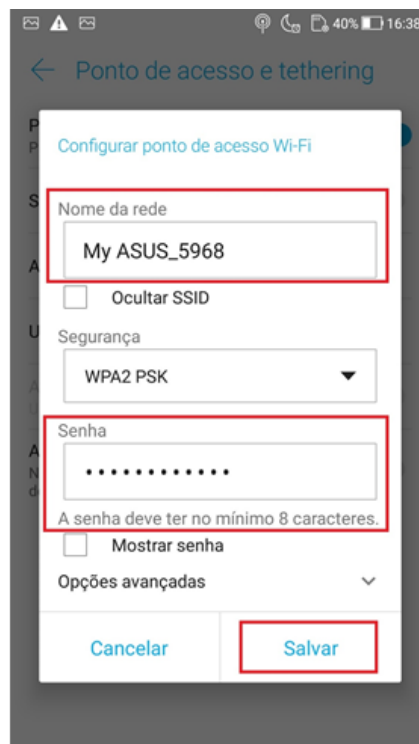 40% 16:38
Ponto de acesso e tethering
Configurar ponto de acesso Wi-Fi
Nome da rede
My ASUS_5968
Ocultar SSID
Segurança
WPA2 PSK
Senha
••••••••••••
A senha deve ter no mínimo 8 caracteres.
Mostrar senha
Opções avançadas
Cancelar Salvar